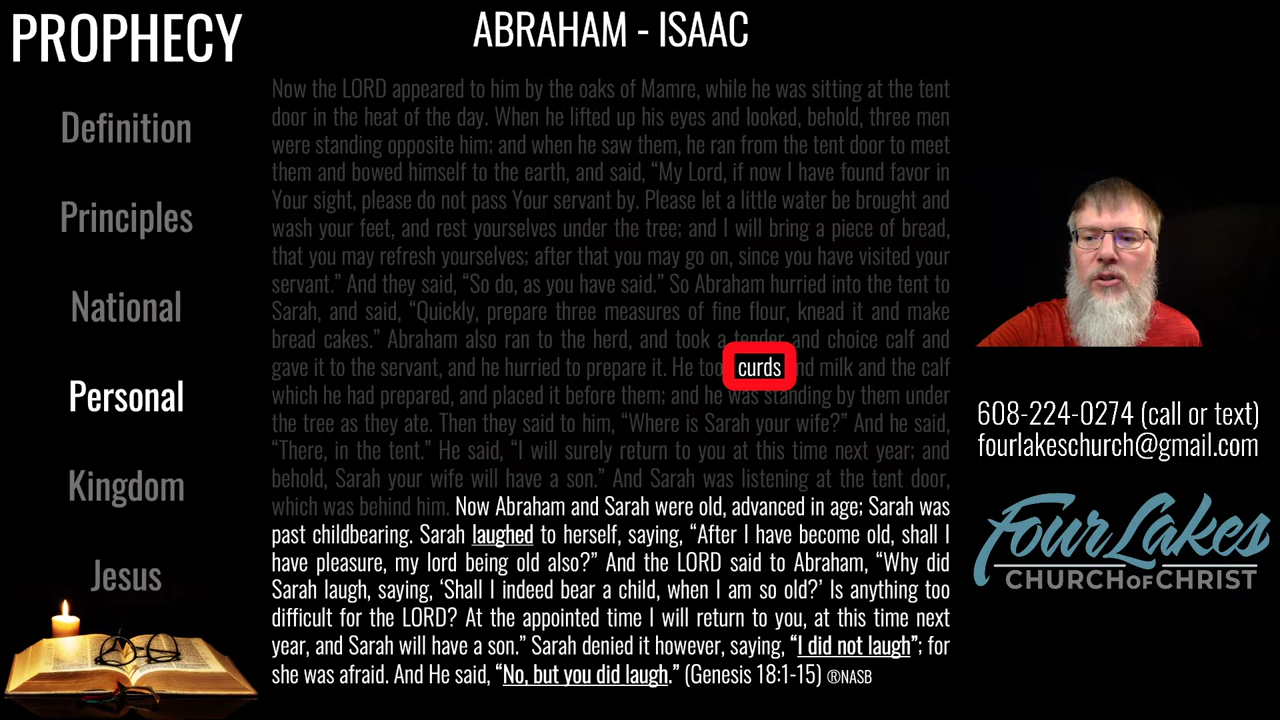 PROPHECY
ABRAHAM - ISAAC
Definition
Principles
National
Personal
Kingdom
Jesus
Now the LORD appeared to him by the oaks of Mamre, while he was sitting at the tent
door in the heat of the day. When he lifted up his eyes and looked, behold, three men
were standing opposite him; and when he saw them, he ran from the tent door to meet
them and bowed himself to the earth, and said, “My Lord, if now I have found favor in
Your sight, please do not pass Your servant by. Please let a little water be brought and
wash your feet, and rest yourselves under the tree; and I will bring a piece of bread,
that you may refresh yourselves; after that you may go on, since you have visited your
servant.” And they said, “So do, as you have said.” So Abraham hurried into the tent to
Sarah, and said, “Quickly, prepare three measures of fine flour, knead it and make
bread cakes.” Abraham also ran to the herd, and took a tender and choice calf and
gave it to the servant, and he hurried to prepare it. He too curds nd milk and the calf
which he had prepared, and placed it before them; and he was standing by them under
the tree as they ate. Then they said to him, “Where is Sarah your wife?” And he said,
“There, in the tent.” He said, “I will surely return to you at this time next year; and
behold, Sarah your wife will have a son.” And Sarah was listening at the tent door,
which was behind him. Now Abraham and Sarah were old, advanced in age; Sarah was
past childbearing. Sarah laughed to herself, saying, “After I have become old, shall I
have pleasure, my lord being old also?” And the LORD said to Abraham, “Why did
Sarah laugh, saying, ‘Shall I indeed bear a child, when I am so old?’ Is anything too
difficult for the LORD? At the appointed time I will return to you, at this time next
year, and Sarah will have a son.” Sarah denied it however, saying, “I did not laugh”; for
she was afraid. And He said, “No, but you did laugh.” (Genesis 18:1-15) ®NASB
608-224-0274 (call or text)
fourlakeschurch@gmail.com
Four Lakes
CHURCH OF CHRIST